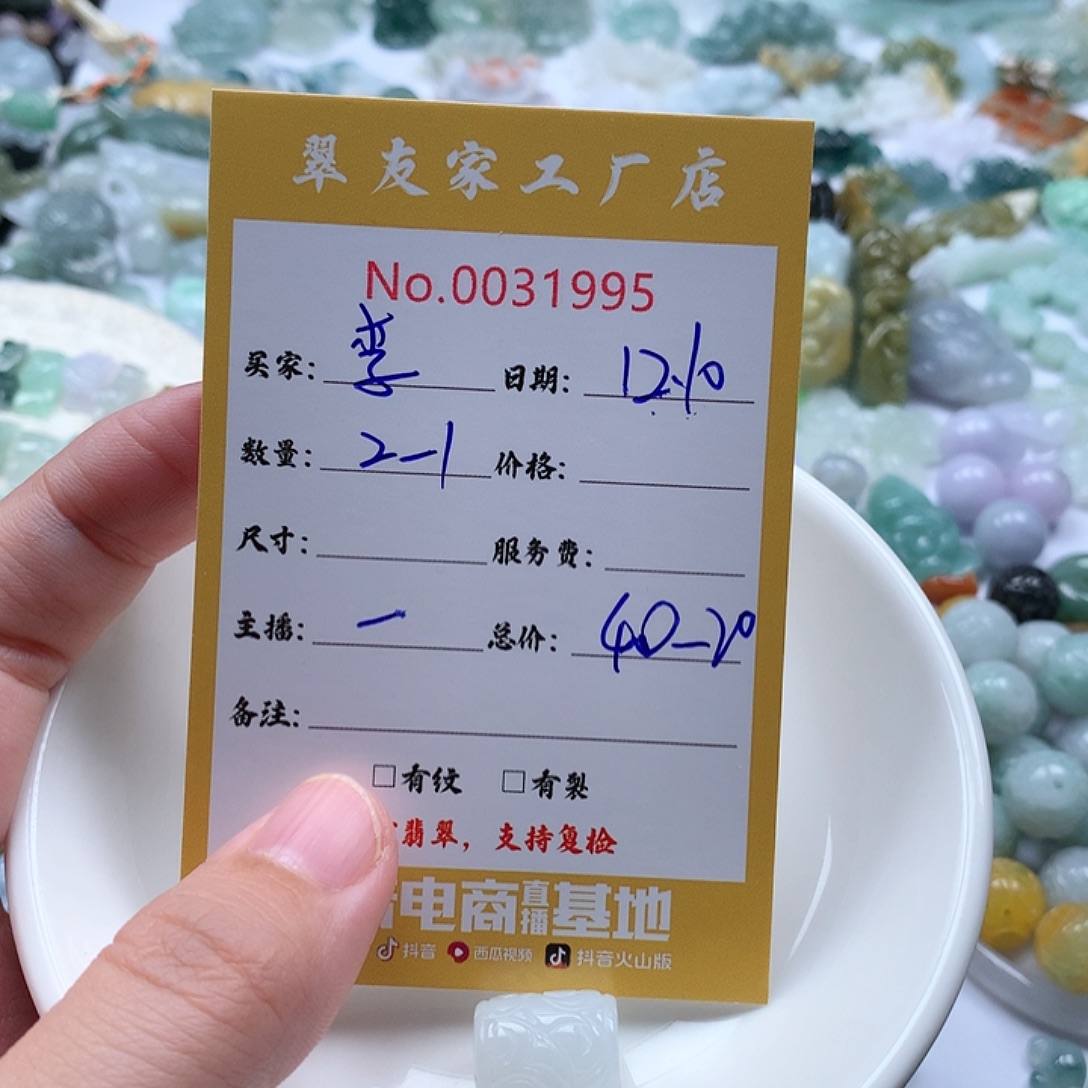 翠友家工厂店
No.0031995
买家: 李 日期: 12.10
数量: 2-1 价格:
尺寸: 服务费:
主播: 一 总价: 40-20
备注:
□有纹 □有裂
翡翠，支持复检
电商直播基地
抖音 西瓜视频 抖音火山版